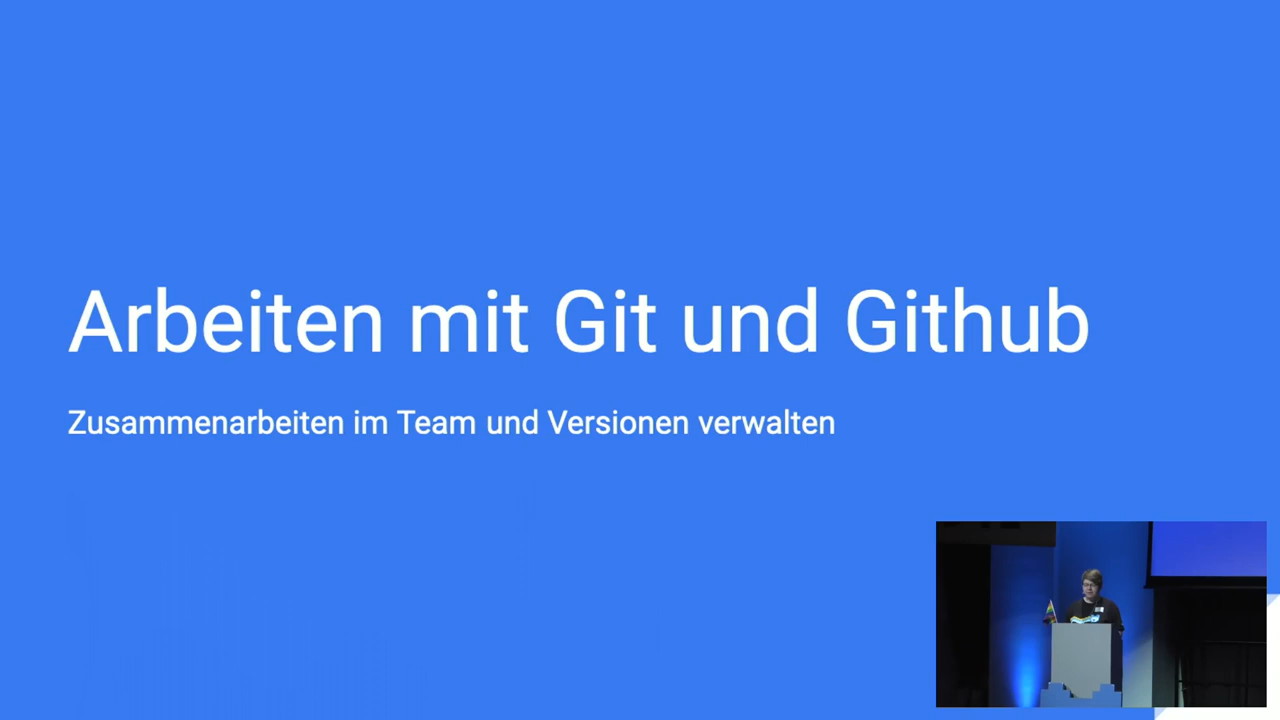 Arbeiten mit Git und Github
Zusammenarbeiten im Team und Versionen verwalten